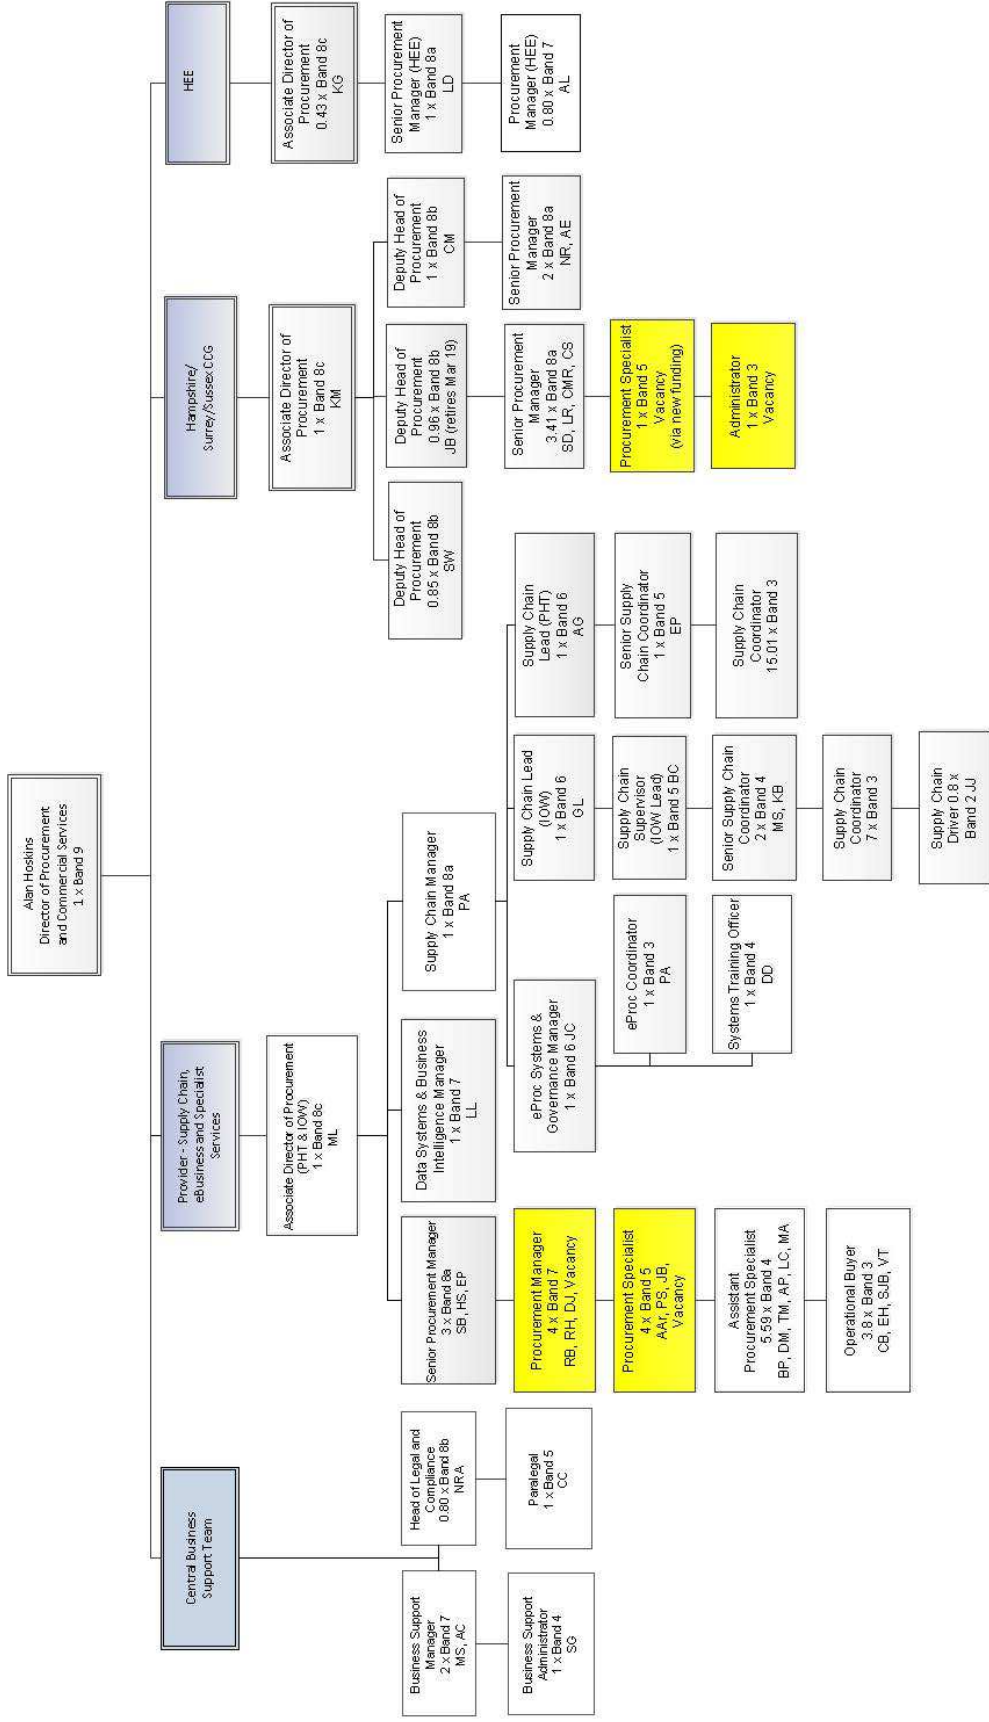 Alan Hoskins
Director of Procurement
and Commercial Services
1 x Band 9
Central Business
Support Team
Provider - Supply Chain,
eBusiness and Specialist
Services
Hampshire/
Surrey/Sussex CCG
HEE
Associate Director of Procurement
(PHT & IOW)
1 x Band 8c
ML
Associate Director of
Procurement
1 x Band 8c
KM
Associate Director of
Procurement
0.43 x Band 8c
KG
Business Support
Manager
2 x Band 7
MS, AC
Head of Legal and
Compliance
0.80 x Band 8b
NRA
Senior Procurement Manager
3 x Band 8a
SB, HS, EP
Data Systems & Business
Intelligence Manager
1 x Band 7
LL
Supply Chain Manager
1 x Band 8a
PA
Deputy Head of
Procurement
0.85 x Band 8b
SW
Deputy Head of
Procurement
0.96 x Band 8b
JB (retires Mar 19)
Deputy Head of
Procurement
1 x Band 8b
CM
Senior Procurement
Manager (HEE)
1 x Band 8a
LD
Business Support
Administrator
1 x Band 4
SG
Paralegal
1 x Band 5
CC
Procurement Manager
4 x Band 7
RB, RH, DJ, Vacancy
eProc Systems &
Governance Manager
1 x Band 6 JC
Supply Chain Lead
(IOW)
1 x Band 6
GL
Supply Chain
Lead (PHT)
1 x Band 6
AG
Senior Procurement
Manager
3.41 x Band 8a
SD, LR, CMR, CS
Senior Procurement
Manager
2 x Band 8a
NR, AE
Procurement
Manager (HEE)
0.80 x Band 7
AL
Procurement Specialist
4 x Band 5
AAr, PS, JB,
Vacancy
eProc Coordinator
1 x Band 3
PA
Supply Chain
Supervisor
(IOW Lead)
1 x Band 5 BC
Senior Supply
Chain Coordinator
1 x Band 5
EP
Procurement Specialist
1 x Band 5
Vacancy
(via new funding)
Assistant
Procurement Specialist
5.59 x Band 4
BP, DM, TM, AP, LC, MA
Systems Training Officer
1 x Band 4
DD
Senior Supply Chain
Coordinator
2 x Band 4
MS, KB
Supply Chain
Coordinator
15.01 x Band 3
Administrator
1 x Band 3
Vacancy
Operational Buyer
3.8 x Band 3
CB, EH, SJB, VT
Supply Chain
Coordinator
7 x Band 3
Supply Chain
Driver 0.8 x
Band 2 JJ